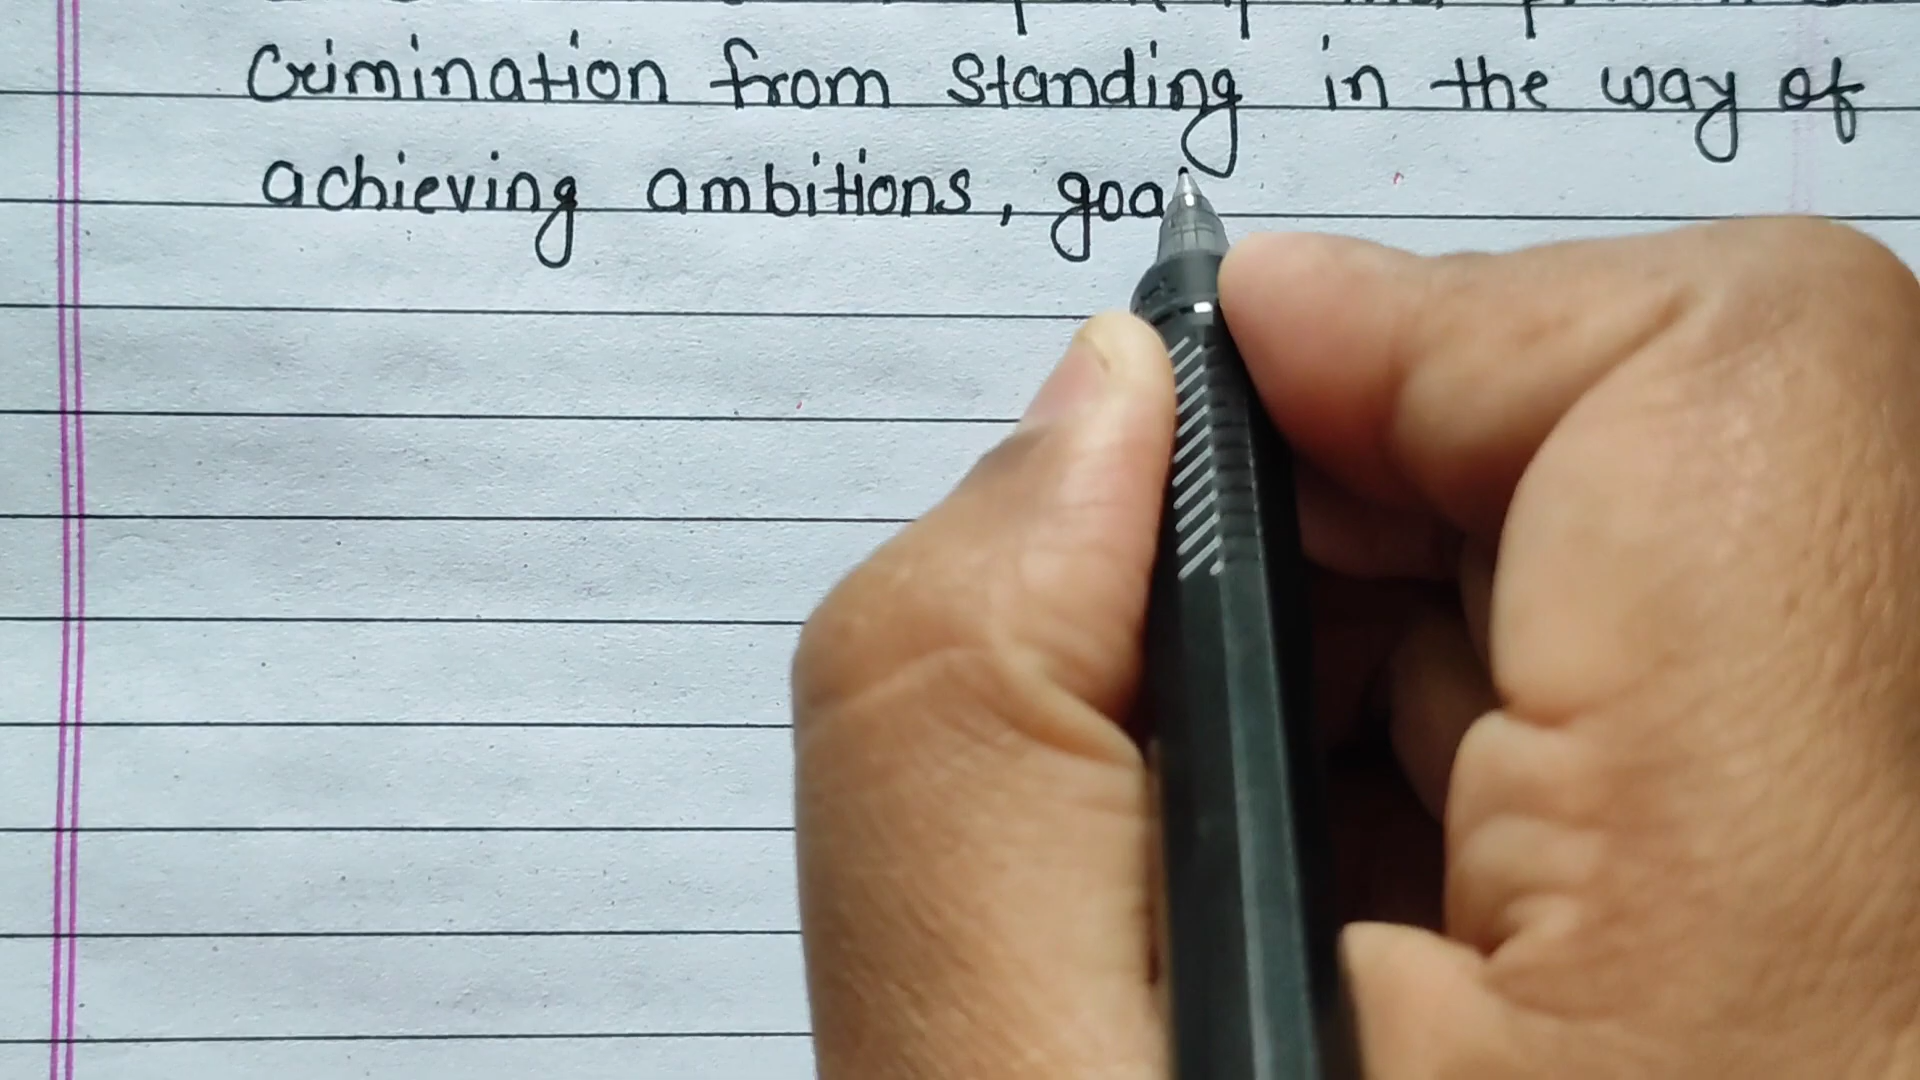 crimination from standing in the way of
achieving ambitions, goa